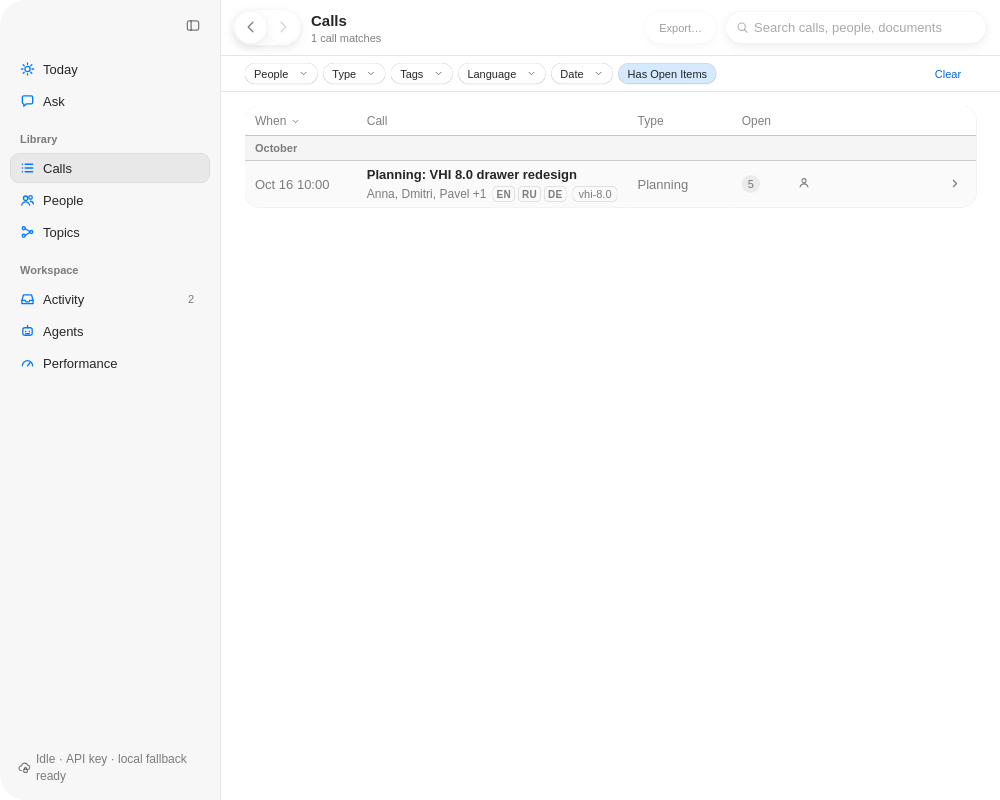 Calls
1 call matches
Export…
Search calls, people, documents
Today
Ask
Library
Calls
People
Topics
Workspace
Activity 2
Agents
Performance
Idle · API key · local fallback
ready
People Type Tags Language Date Has Open Items Clear
When Call Type Open
October
Oct 16 10:00 Planning: VHI 8.0 drawer redesign Planning 5
Anna, Dmitri, Pavel +1 EN RU DE vhi-8.0